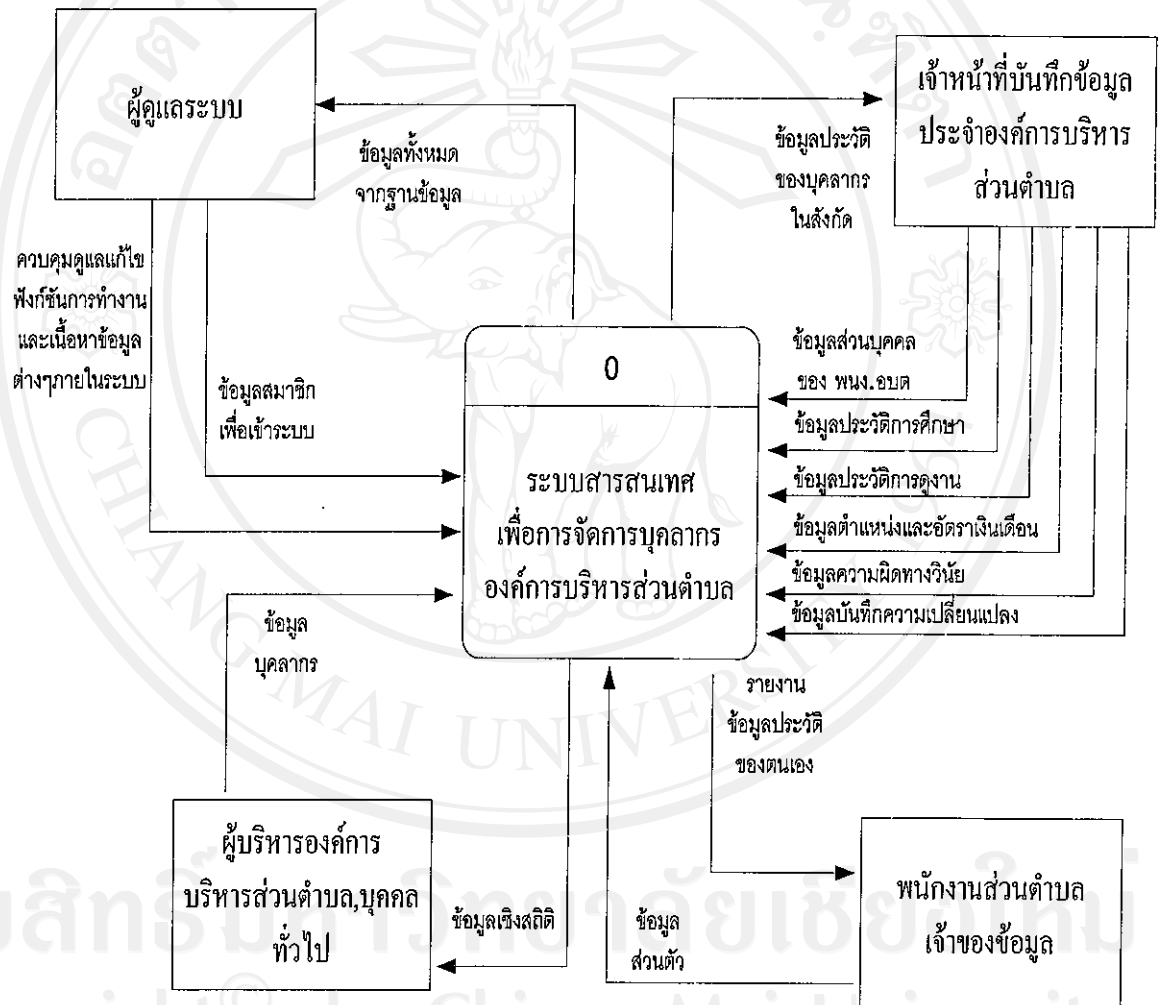 ผู้ดูแลระบบ
เจ้าหน้าที่บันทึกข้อมูล
ประจำองค์การบริหาร
ส่วนตำบล
ข้อมูลทั้งหมด
จากฐานข้อมูล
ข้อมูลประวัติ
ของบุคลากร
ในสังกัด
ควบคุมดูแลแก้ไข
ฟังก์ชันการทำงาน
และเนื้อหาข้อมูล
ต่างๆภายในระบบ
ข้อมูลสมาชิก
เพื่อเข้าระบบ
0
ระบบสารสนเทศ
เพื่อการจัดการบุคลากร
องค์การบริหารส่วนตำบล
ข้อมูลส่วนบุคคล
ของ พนง.อบต
ข้อมูลประวัติการศึกษา
ข้อมูลประวัติการดูงาน
ข้อมูลตำแหน่งและอัตราเงินเดือน
ข้อมูลความผิดทางวินัย
ข้อมูลบันทึกความเปลี่ยนแปลง
ข้อมูล
บุคลากร
รายงาน
ข้อมูลประวัติ
ของตนเอง
ผู้บริหารองค์การ
บริหารส่วนตำบล,บุคคล
ทั่วไป
ข้อมูลเชิงสถิติ
ข้อมูล
ส่วนตัว
พนักงานส่วนตำบล
เจ้าของข้อมูล
CHIANG MAI UNIVERSITY